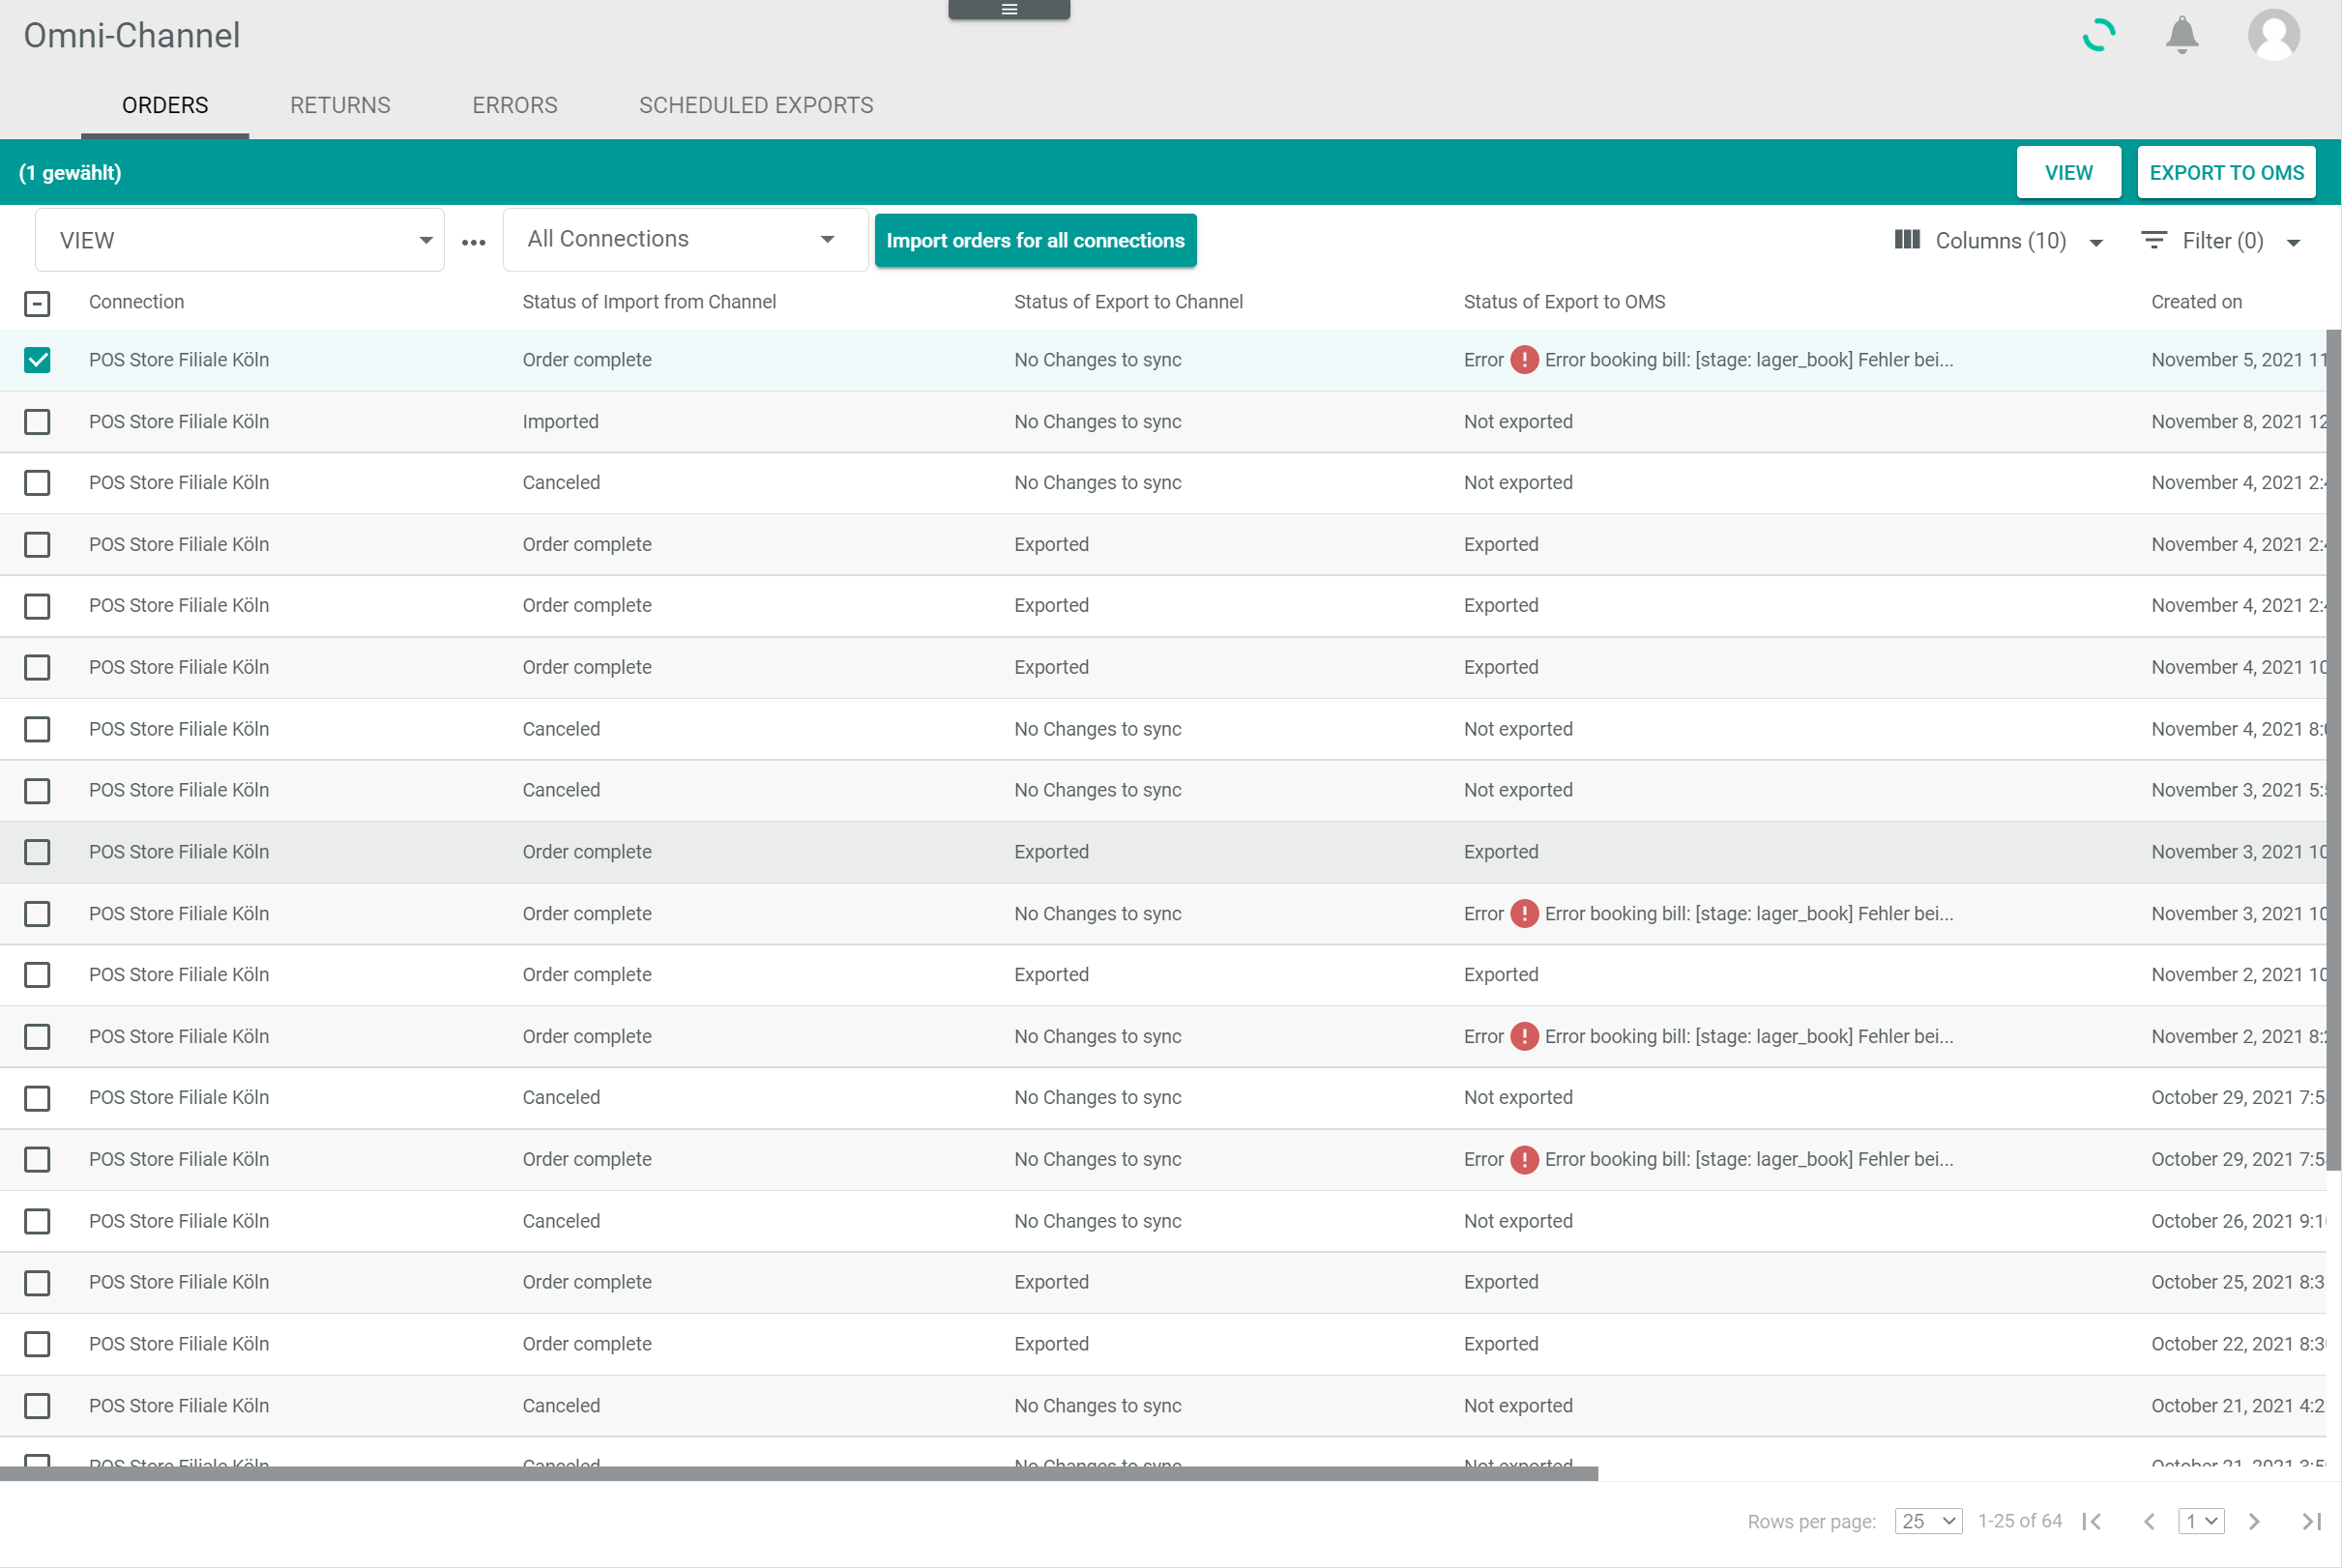 Omni-Channel
ORDERS RETURNS ERRORS SCHEDULED EXPORTS
(1 gewählt) VIEW EXPORT TO OMS
VIEW ••• All Connections Import orders for all connections Columns (10) Filter (0)
Connection Status of Import from Channel Status of Export to Channel Status of Export to OMS Created on
POS Store Filiale Köln Order complete No Changes to sync Error Error booking bill: [stage: lager_book] Fehler bei... November 5, 2021 11
POS Store Filiale Köln Imported No Changes to sync Not exported November 8, 2021 12
POS Store Filiale Köln Canceled No Changes to sync Not exported November 4, 2021 2:
POS Store Filiale Köln Order complete Exported Exported November 4, 2021 2:
POS Store Filiale Köln Order complete Exported Exported November 4, 2021 2:
POS Store Filiale Köln Order complete Exported Exported November 4, 2021 10
POS Store Filiale Köln Canceled No Changes to sync Not exported November 4, 2021 8:
POS Store Filiale Köln Canceled No Changes to sync Not exported November 3, 2021 5:
POS Store Filiale Köln Order complete Exported Exported November 3, 2021 10
POS Store Filiale Köln Order complete No Changes to sync Error Error booking bill: [stage: lager_book] Fehler bei... November 3, 2021 10
POS Store Filiale Köln Order complete Exported Exported November 2, 2021 10
POS Store Filiale Köln Order complete No Changes to sync Error Error booking bill: [stage: lager_book] Fehler bei... November 2, 2021 8:
POS Store Filiale Köln Canceled No Changes to sync Not exported October 29, 2021 7:5
POS Store Filiale Köln Order complete No Changes to sync Error Error booking bill: [stage: lager_book] Fehler bei... October 29, 2021 7:5
POS Store Filiale Köln Canceled No Changes to sync Not exported October 26, 2021 9:1
POS Store Filiale Köln Order complete Exported Exported October 25, 2021 8:3
POS Store Filiale Köln Order complete Exported Exported October 22, 2021 8:3
POS Store Filiale Köln Canceled No Changes to sync Not exported October 21, 2021 4:2
POS Store Filiale Köln Canceled No Changes to sync Not exported October 21, 2021
Rows per page: 25 1-25 of 64 1